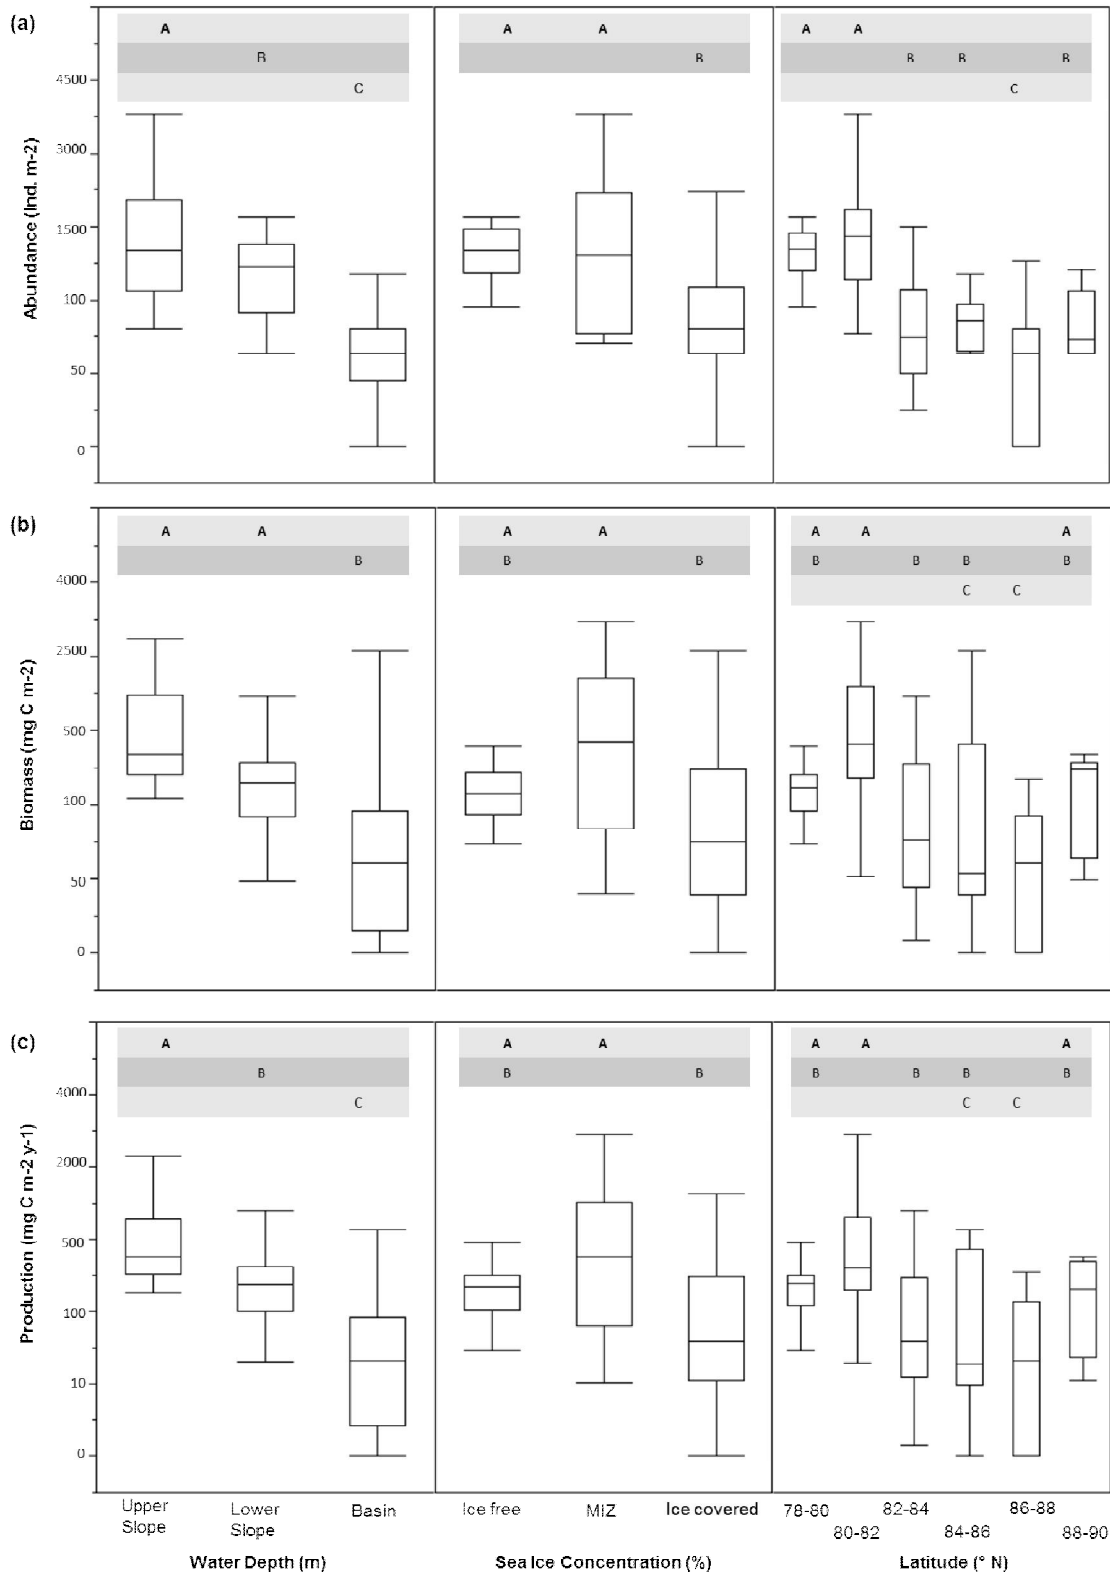 (a)
A
B
C
A A
B
A A
B B B
C
4500
3000
1500
100
50
0
Abundance (Ind. m-2)
(b)
A A
B
A A
B B
A A A
B B B B
C C
4000
2500
500
100
50
0
Biomass (mg C m-2)
(c)
A
B
C
A A
B B
A A A
B B B B
C C
4000
2000
500
100
10
0
Production (mg C m-2 y-1)
Upper Slope
Lower Slope
Basin
Ice free
MIZ
Ice covered
78-80
80-82
82-84
84-86
86-88
88-90
Water Depth (m)
Sea Ice Concentration (%)
Latitude (° N)